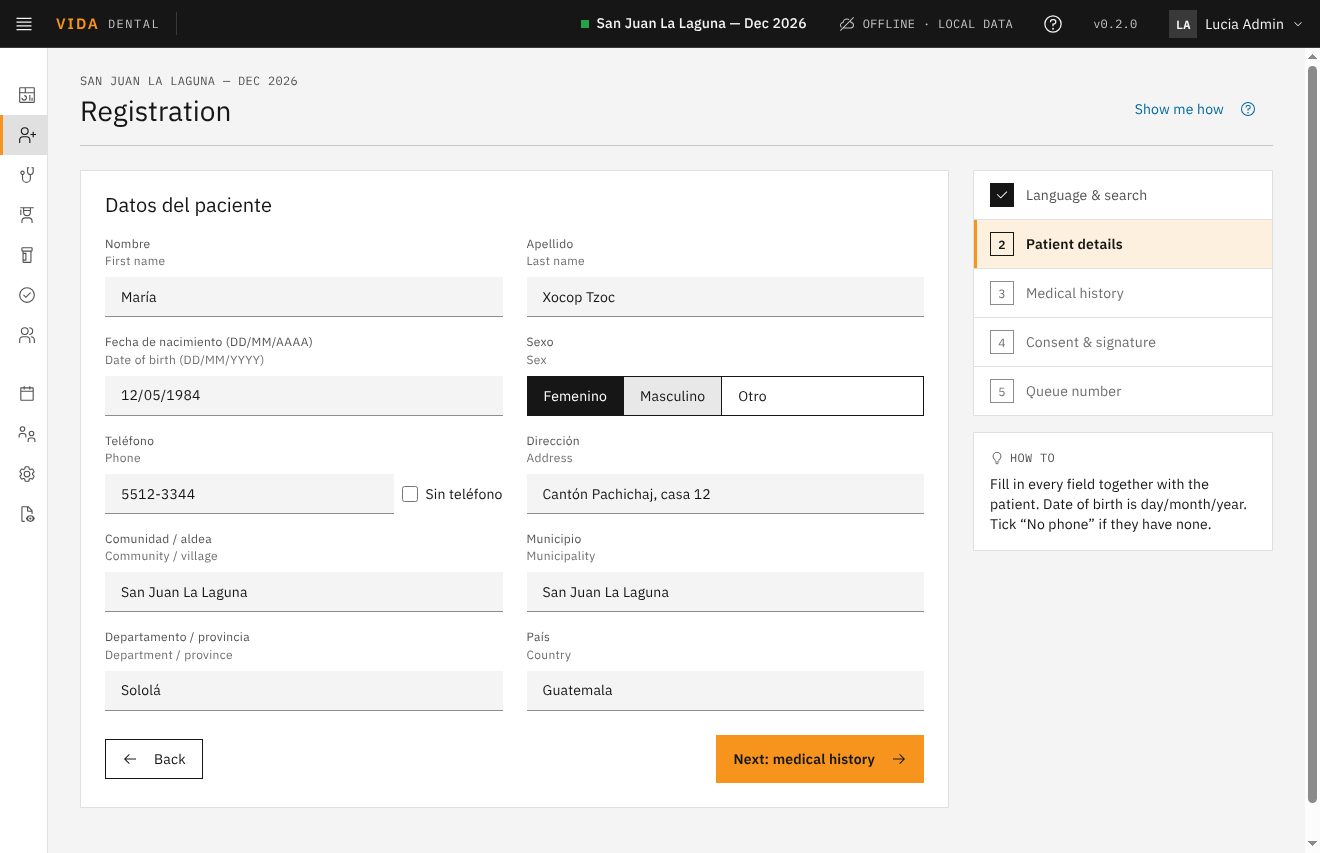 VIDA DENTAL
San Juan La Laguna — Dec 2026
OFFLINE · LOCAL DATA
v0.2.0
LA
Lucia Admin
SAN JUAN LA LAGUNA — DEC 2026
Registration
Show me how
Datos del paciente
Nombre
First name
María
Apellido
Last name
Xocop Tzoc
Fecha de nacimiento (DD/MM/AAAA)
Date of birth (DD/MM/YYYY)
12/05/1984
Sexo
Sex
Femenino
Masculino
Otro
Teléfono
Phone
5512-3344
Sin teléfono
Dirección
Address
Cantón Pachichaj, casa 12
Comunidad / aldea
Community / village
San Juan La Laguna
Municipio
Municipality
San Juan La Laguna
Departamento / provincia
Department / province
Sololá
País
Country
Guatemala
Back
Next: medical history
Language & search
2
Patient details
3
Medical history
4
Consent & signature
5
Queue number
HOW TO
Fill in every field together with the
patient. Date of birth is day/month/year.
Tick “No phone” if they have none.